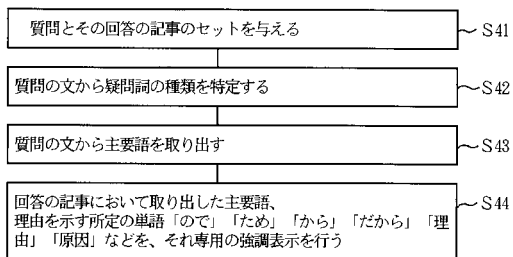 質問とその回答の記事のセットを与える
S41
質問の文から疑問詞の種類を特定する
S42
質問の文から主要語を取り出す
S43
回答の記事において取り出した主要語、
理由を示す所定の単語「ので」「ため」「から」「だから」「理
由」「原因」などを、それ専用の強調表示を行う
S44